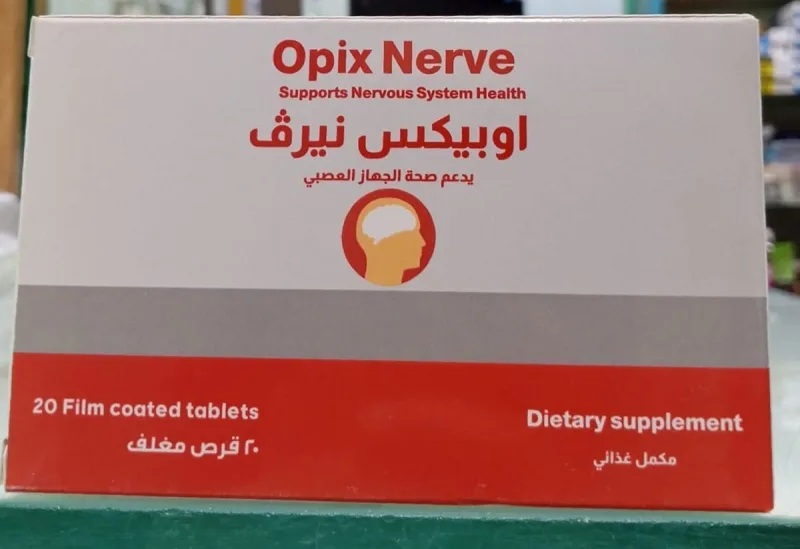 Opix Nerve
Supports Nervous System Health
اوبيكس نيرڤ
يدعم صحة الجهاز العصبي
20 Film coated tablets
٢٠ قرص مغلف
Dietary supplement
مكمل غذائي